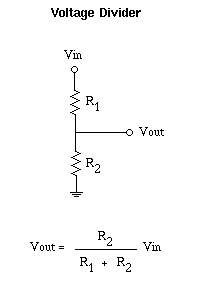 Voltage Divider
Vin
R1
Vout
R2
Vout = R2 / R1 + R2 Vin